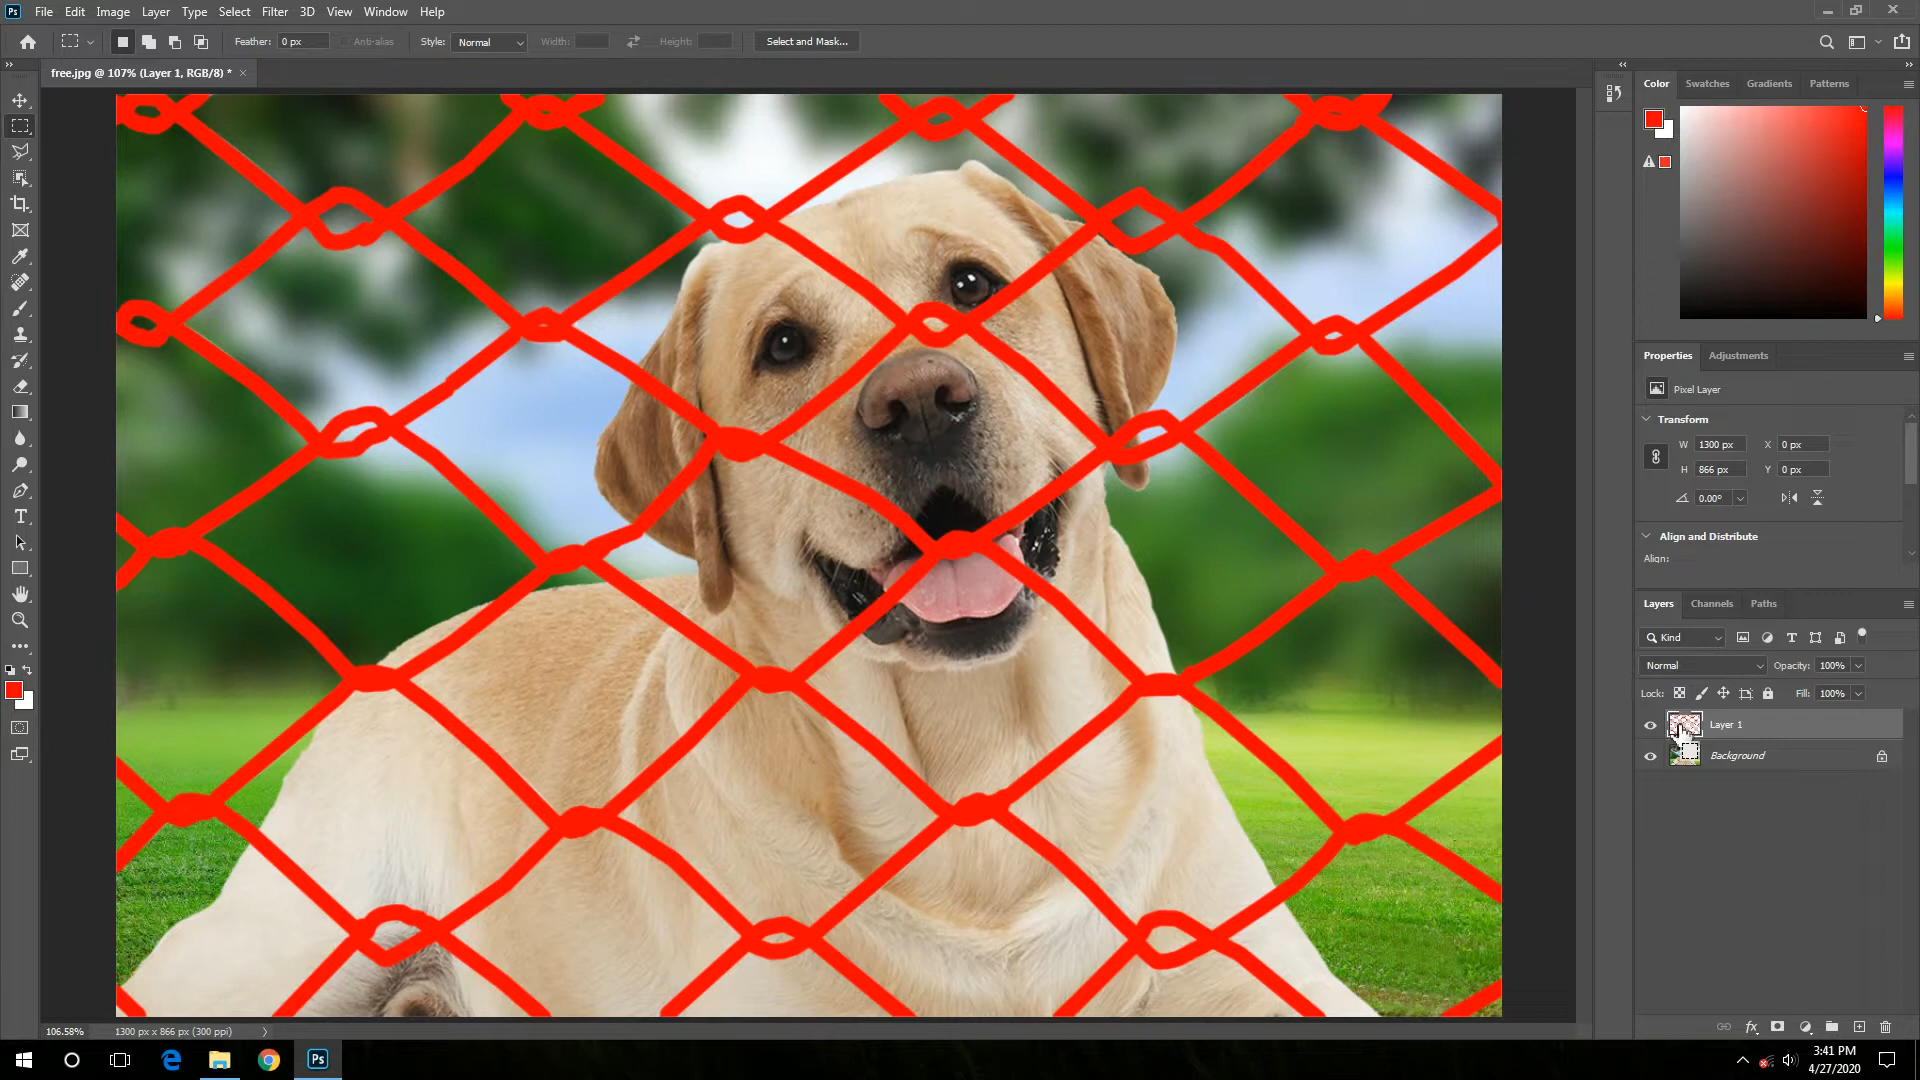 Ps File Edit Image Layer Type Select Filter 3D View Window Help
Feather: 0 px Anti-alias Style: Normal Width: Height: Select and Mask...
free.jpg @ 107% (Layer 1, RGB/8) * ×
Color Swatches Gradients Patterns
Properties Adjustments
Pixel Layer
Transform
W 1300 px X 0 px
H 866 px Y 0 px
0.00°
Align and Distribute
Align:
Layers Channels Paths
Kind
Normal Opacity: 100%
Lock: Fill: 100%
Layer 1
Background
106.58% 1300 px x 866 px (300 ppi)
Ps
3:41 PM
4/27/2020